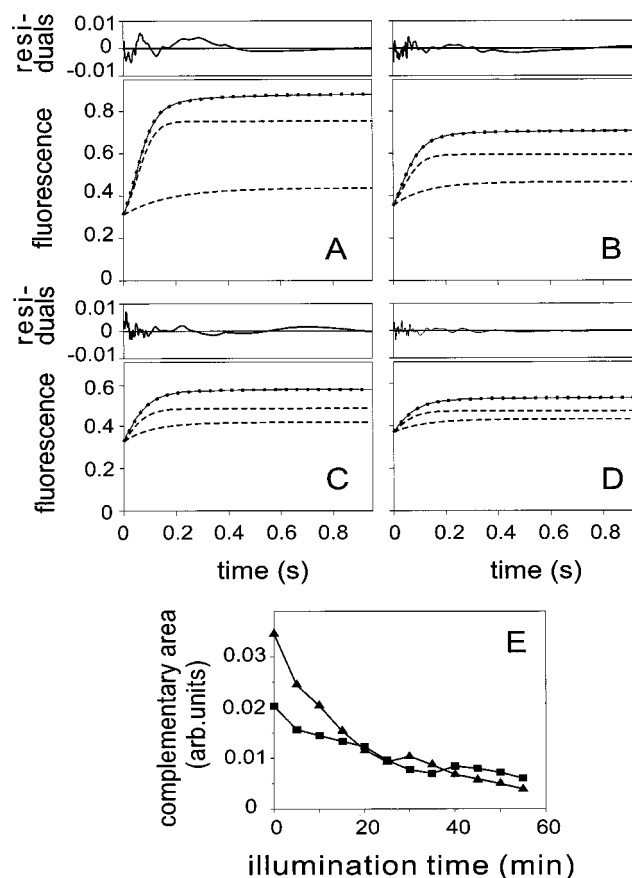 resi-
duals
0.01
0
-0.01
fluorescence
0.8
0.6
0.4
0.2
0
A
B
resi-
duals
0.01
0
-0.01
fluorescence
0.6
0.4
0.2
0
C
D
0 0.2 0.4 0.6 0.8
0 0.2 0.4 0.6 0.8
time (s)
time (s)
complementary area
(arb.units)
0.03
0.02
0.01
0
E
0 20 40 60
illumination time (min)